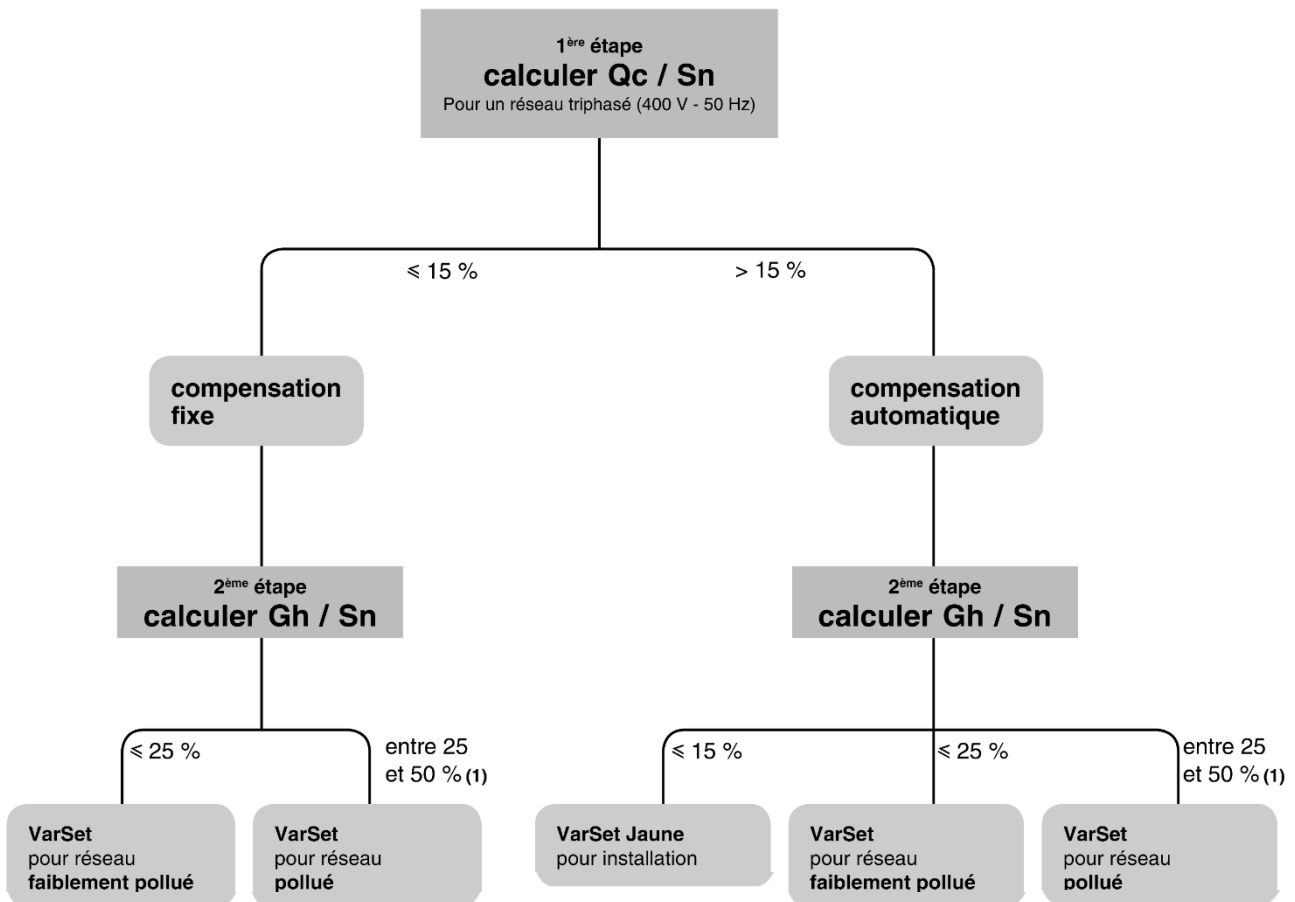 1ère étape
calculer Qc / Sn
Pour un réseau triphasé (400 V - 50 Hz)
⩽ 15 %
> 15 %
compensation
fixe
compensation
automatique
2ème étape
calculer Gh / Sn
2ème étape
calculer Gh / Sn
⩽ 25 %
entre 25
et 50 % (1)
⩽ 15 %
⩽ 25 %
entre 25
et 50 % (1)
VarSet
pour réseau
faiblement pollué
VarSet
pour réseau
pollué
VarSet Jaune
pour installation
VarSet
pour réseau
faiblement pollué
VarSet
pour réseau
pollué